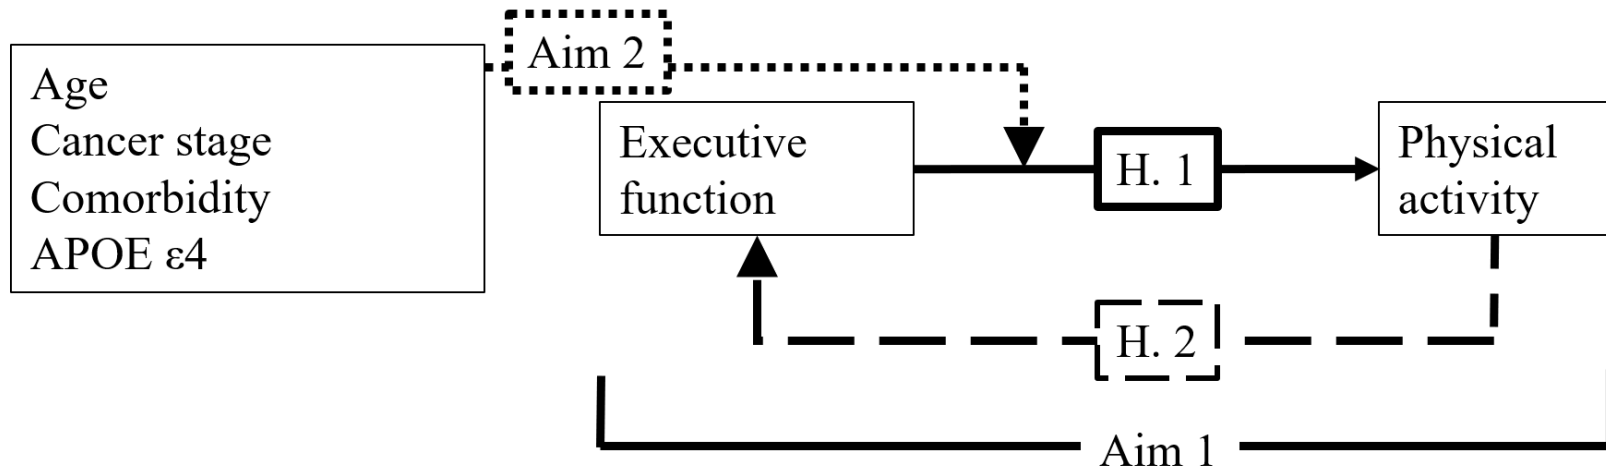 Aim 2
Age
Cancer stage
Comorbidity
APOE ε4
Executive
function
H. 1
Physical
activity
H. 2
Aim 1